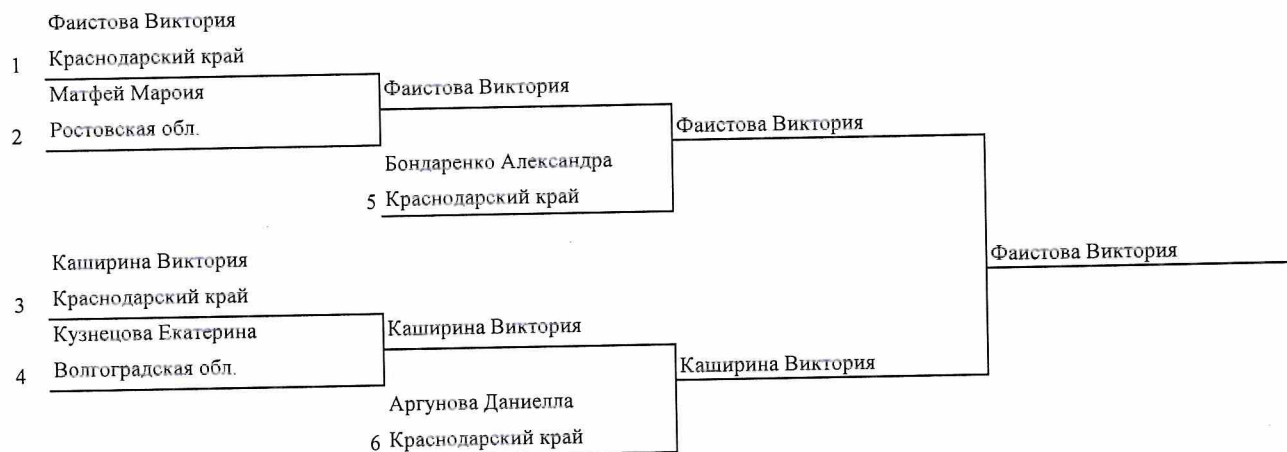 Фаистова Виктория
1 Краснодарский край
Матфей Мароия
2 Ростовская обл.
Фаистова Виктория
Бондаренко Александра
5 Краснодарский край
Фаистова Виктория
Каширина Виктория
3 Краснодарский край
Кузнецова Екатерина
4 Волгоградская обл.
Каширина Виктория
Аргунова Даниелла
6 Краснодарский край
Каширина Виктория
Фаистова Виктория